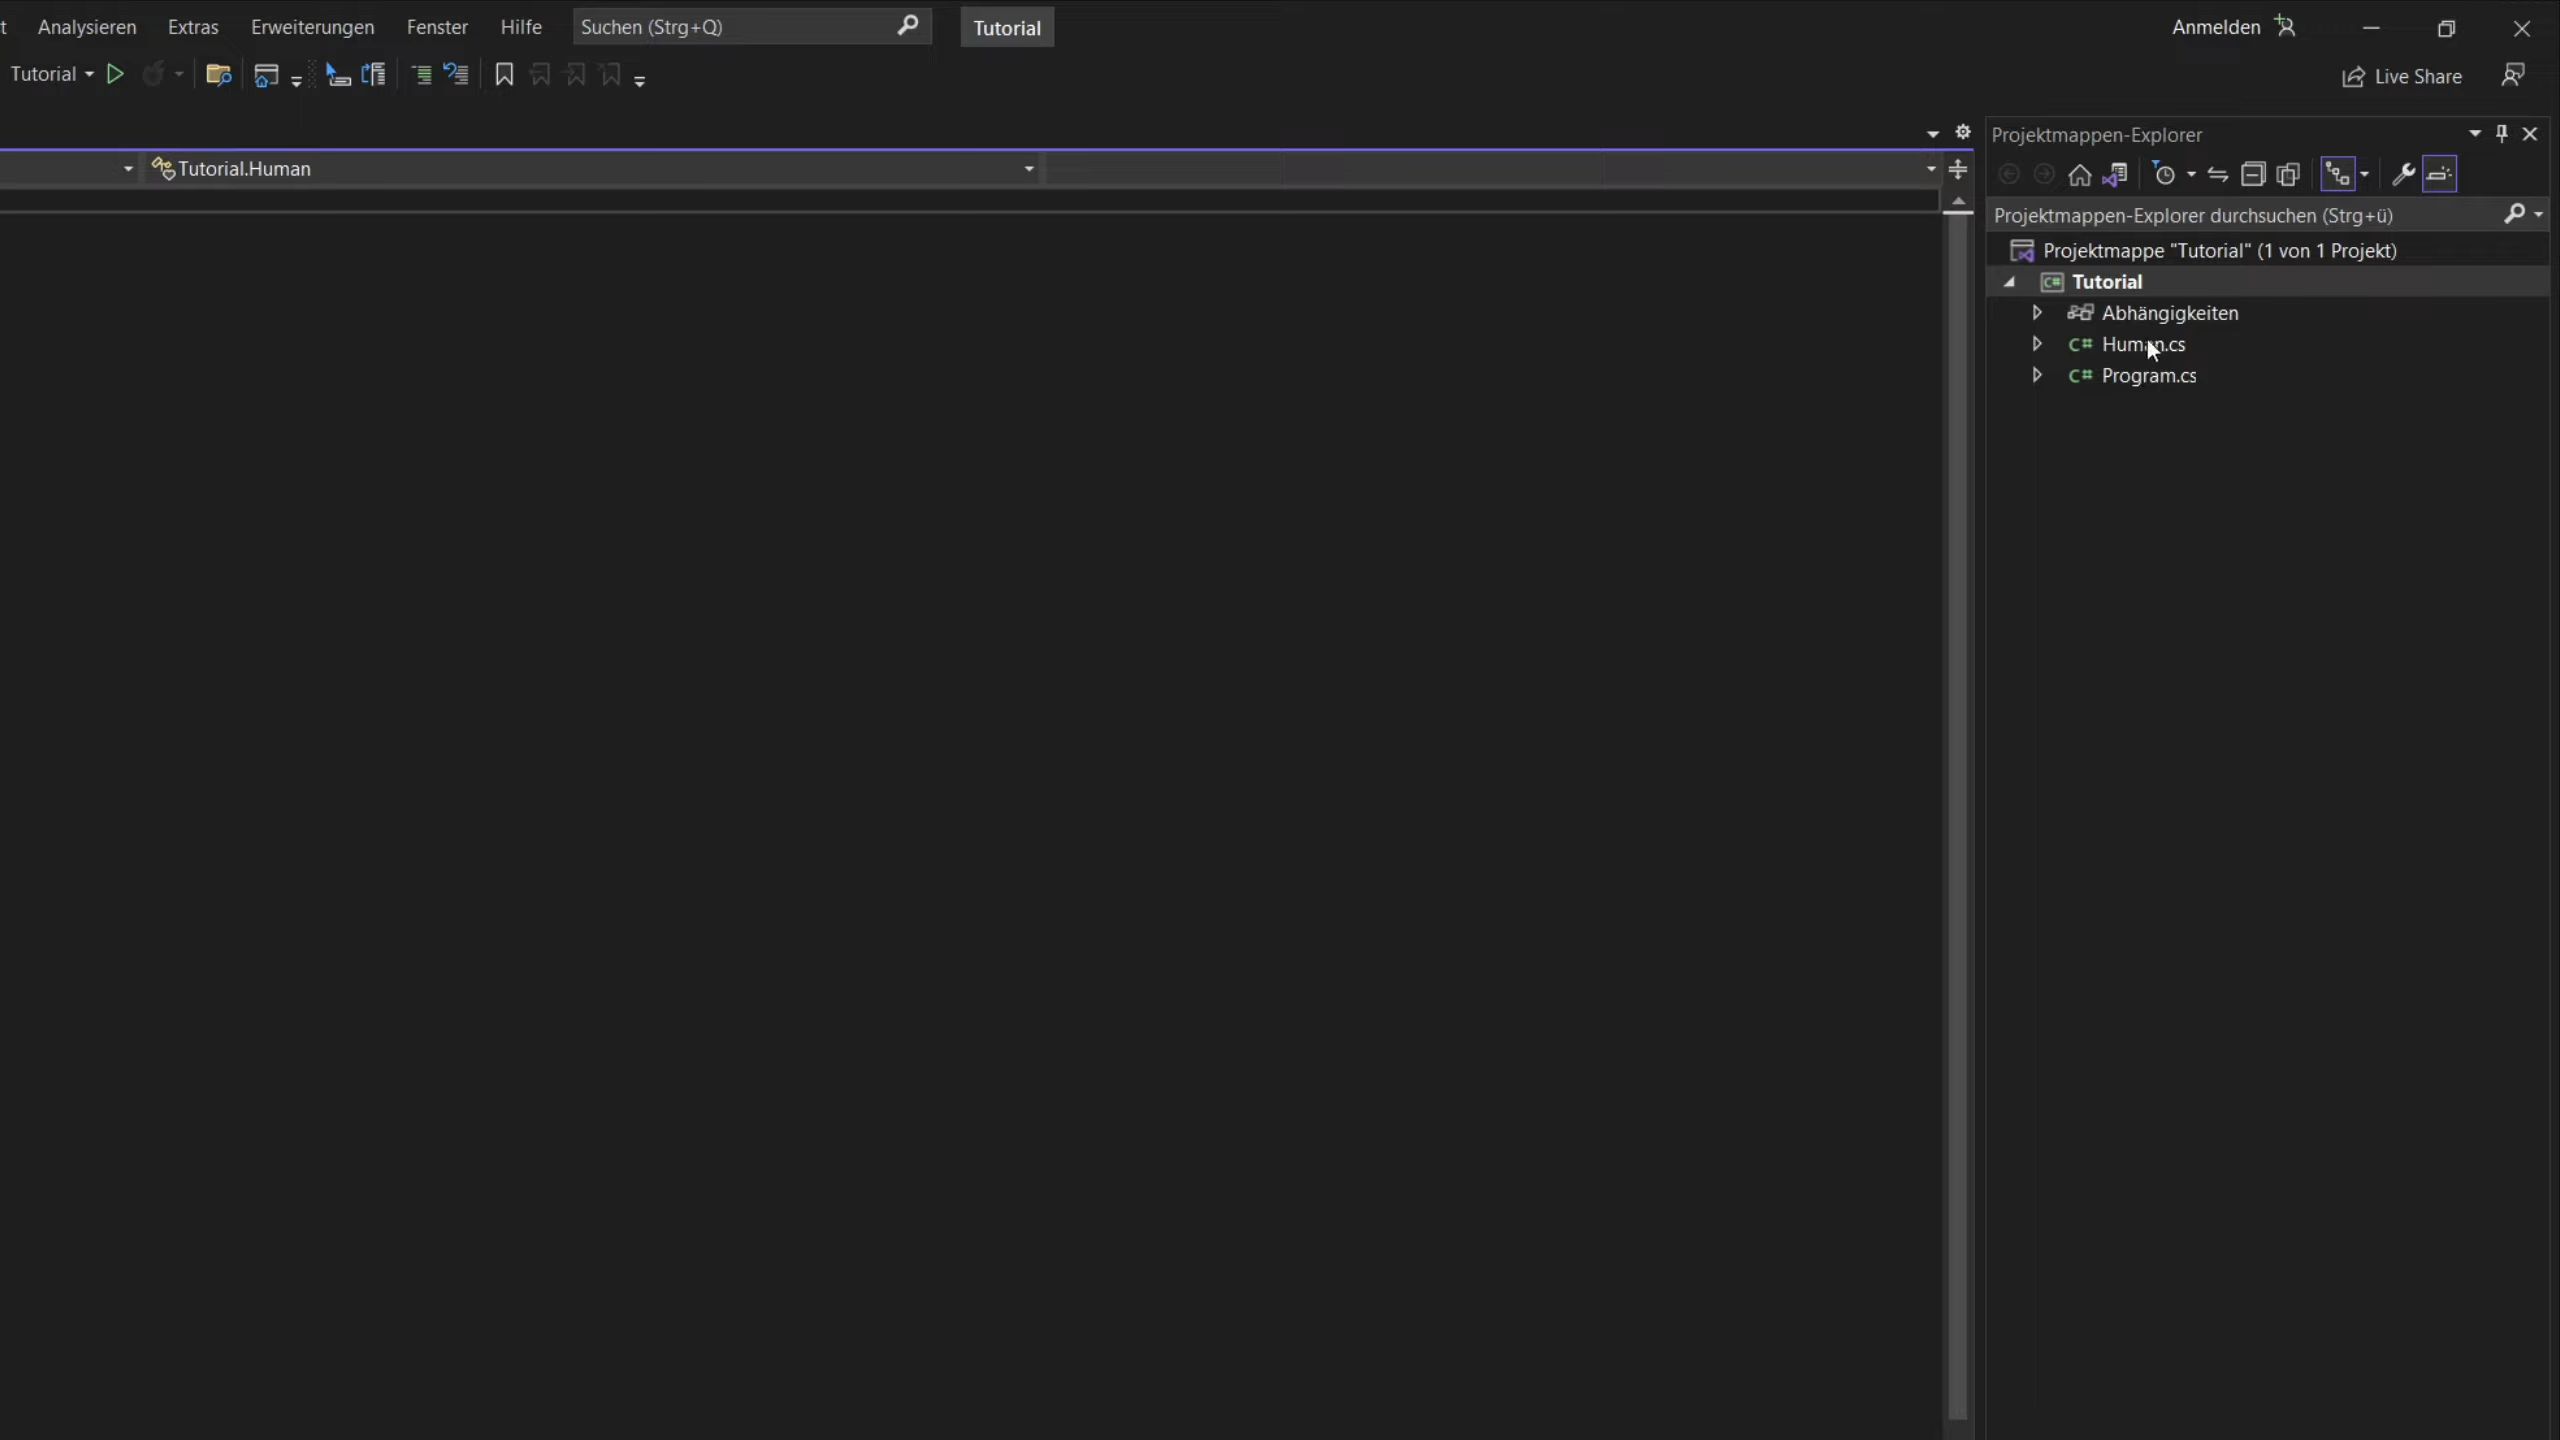 t Analysieren Extras Erweiterungen Fenster Hilfe Suchen (Strg+Q) Tutorial Anmelden
Tutorial Live Share
Projektmappen-Explorer
Tutorial.Human
Projektmappen-Explorer durchsuchen (Strg+ü)
Projektmappe "Tutorial" (1 von 1 Projekt)
C# Tutorial
Abhängigkeiten
C# Human.cs
C# Program.cs